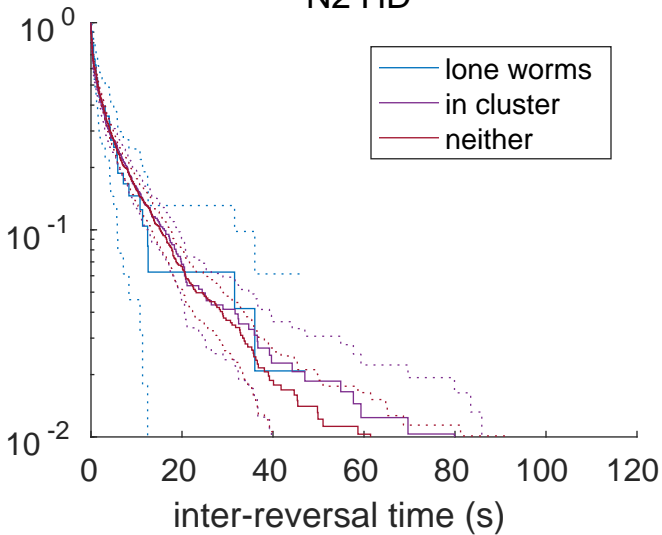 N2 HD
10^0
lone worms
in cluster
neither
10^-1
10^-2
0 20 40 60 80 100 120
inter-reversal time (s)